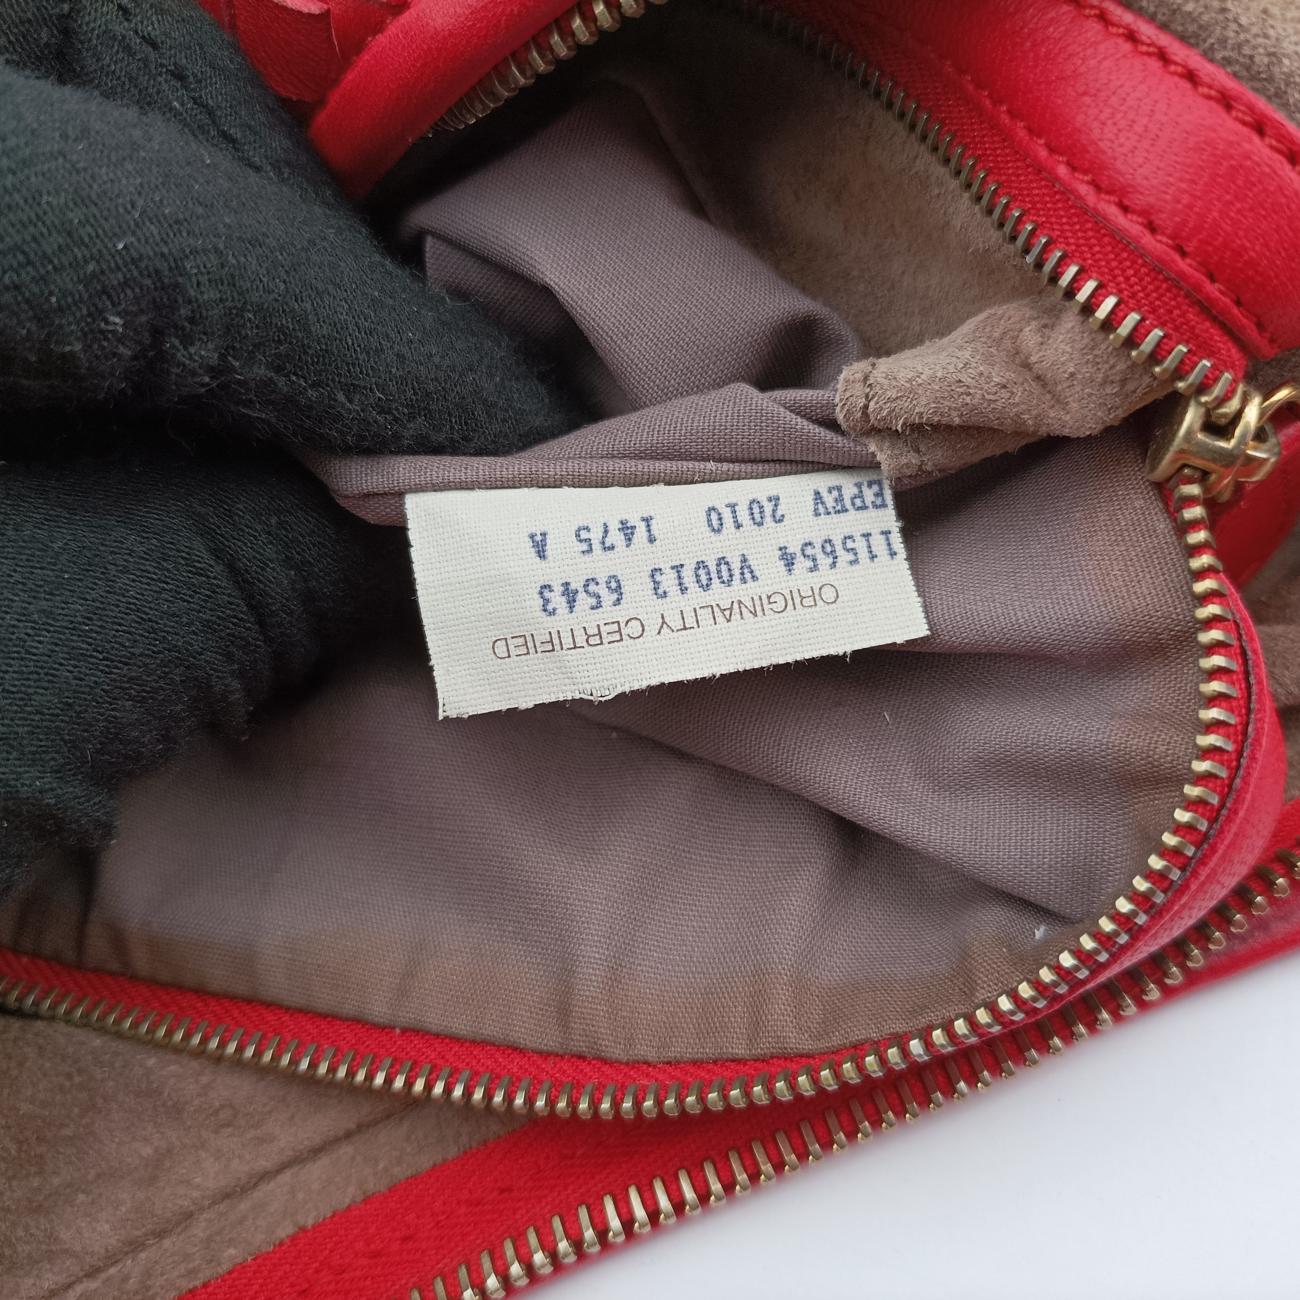 ORIGINALITY CERTIFIED
115654 V0013 6543
EPEV 2010 1475 A